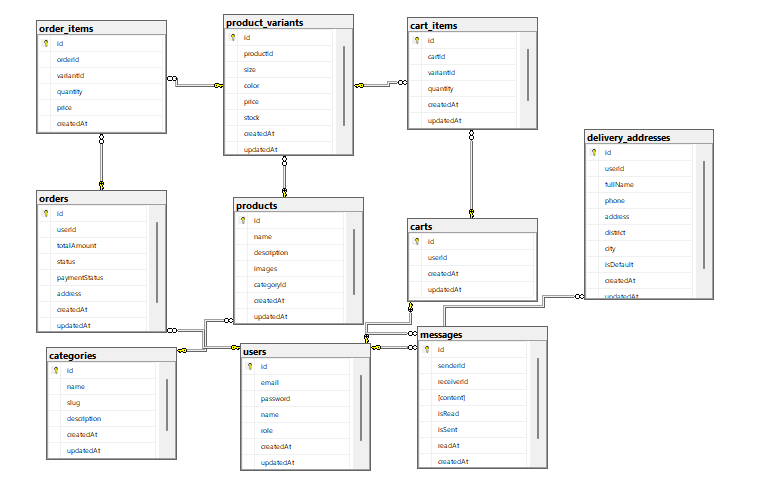 order_items
id
orderId
variantId
quantity
price
createdAt
product_variants
id
productId
size
color
price
stock
createdAt
updatedAt
cart_items
id
cartId
variantId
quantity
createdAt
updatedAt
delivery_addresses
id
userId
fullName
phone
address
district
city
isDefault
createdAt
updatedAt
orders
id
userId
totalAmount
status
paymentStatus
address
createdAt
updatedAt
products
id
name
description
images
categoryId
createdAt
updatedAt
carts
id
userId
createdAt
updatedAt
categories
id
name
slug
description
createdAt
updatedAt
users
id
email
password
name
role
createdAt
updatedAt
messages
id
senderId
receiverId
[content]
isRead
isSent
readAt
createdAt